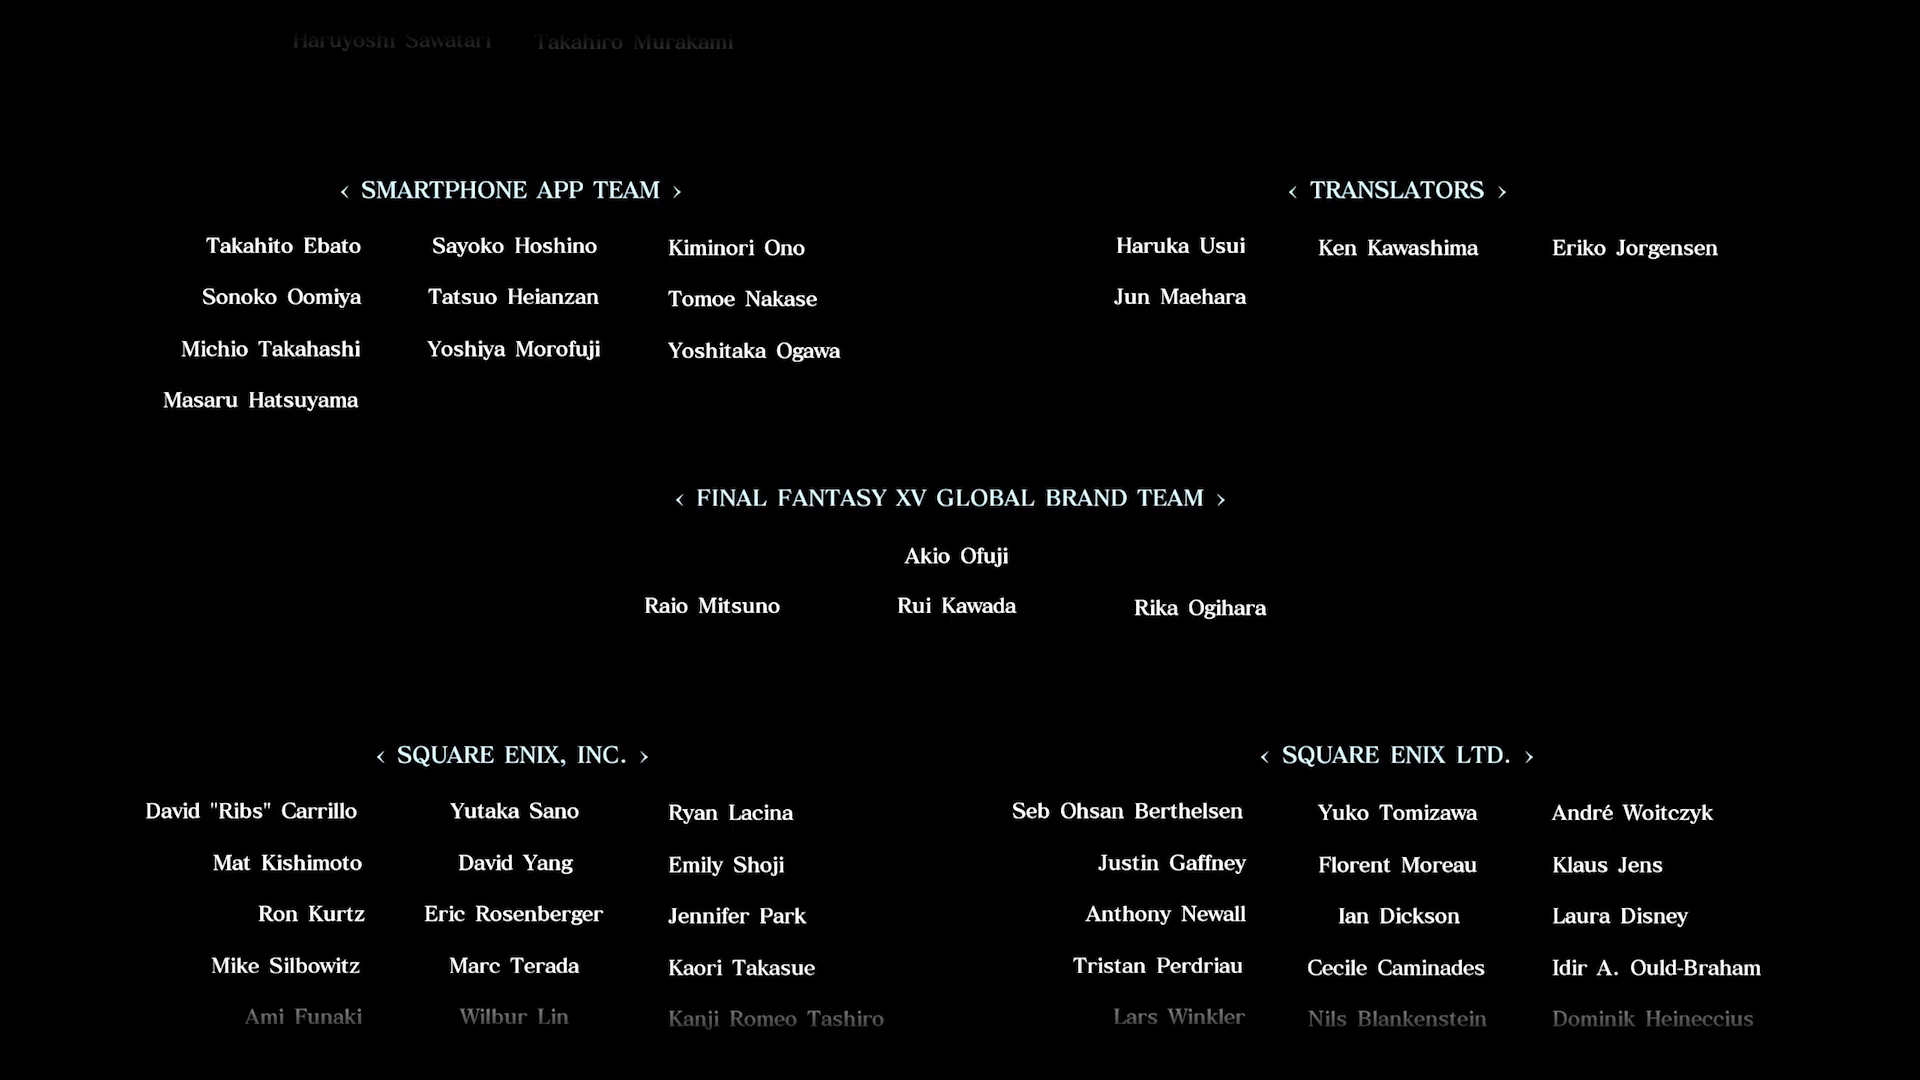 Haruyoshi Sawatari Takahiro Murakami
‹ SMARTPHONE APP TEAM ›
Takahito Ebato Sayoko Hoshino Kiminori Ono
Sonoko Oomiya Tatsuo Heianzan Tomoe Nakase
Michio Takahashi Yoshiya Morofuji Yoshitaka Ogawa
Masaru Hatsuyama
‹ TRANSLATORS ›
Haruka Usui Ken Kawashima Eriko Jorgensen
Jun Maehara
‹ FINAL FANTASY XV GLOBAL BRAND TEAM ›
Akio Ofuji
Raio Mitsuno Rui Kawada Rika Ogihara
‹ SQUARE ENIX, INC. ›
David "Ribs" Carrillo Yutaka Sano Ryan Lacina
Mat Kishimoto David Yang Emily Shoji
Ron Kurtz Eric Rosenberger Jennifer Park
Mike Silbowitz Marc Terada Kaori Takasue
Ami Funaki Wilbur Lin Kanji Romeo Tashiro
‹ SQUARE ENIX LTD. ›
Seb Ohsan Berthelsen Yuko Tomizawa André Woitczyk
Justin Gaffney Florent Moreau Klaus Jens
Anthony Newall Ian Dickson Laura Disney
Tristan Perdriau Cecile Caminades Idir A. Ould-Braham
Lars Winkler Nils Blankenstein Dominik Heineccius